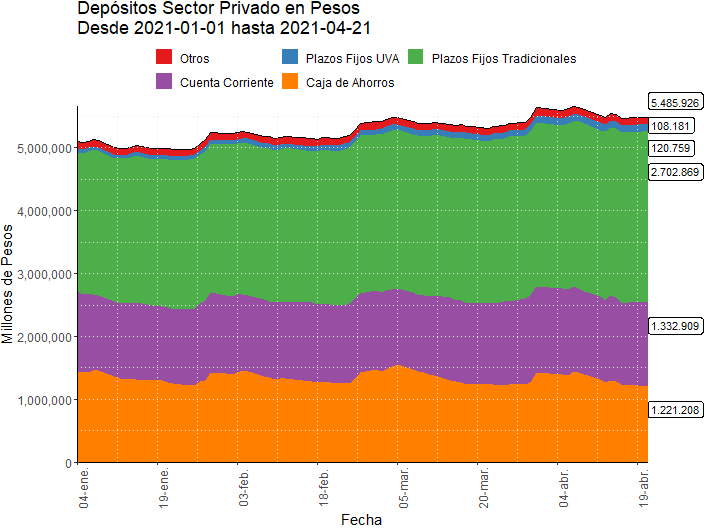 Depósitos Sector Privado en Pesos
Desde 2021-01-01 hasta 2021-04-21
Otros
Plazos Fijos UVA
Plazos Fijos Tradicionales
Cuenta Corriente
Caja de Ahorros
Millones de Pesos
5,000,000
4,000,000
3,000,000
2,000,000
1,000,000
0
5.485.926
108.181
120.759
2.702.869
1.332.909
1.221.208
04-ene.
19-ene.
03-feb.
18-feb.
05-mar.
20-mar.
04-abr.
19-abr.
Fecha